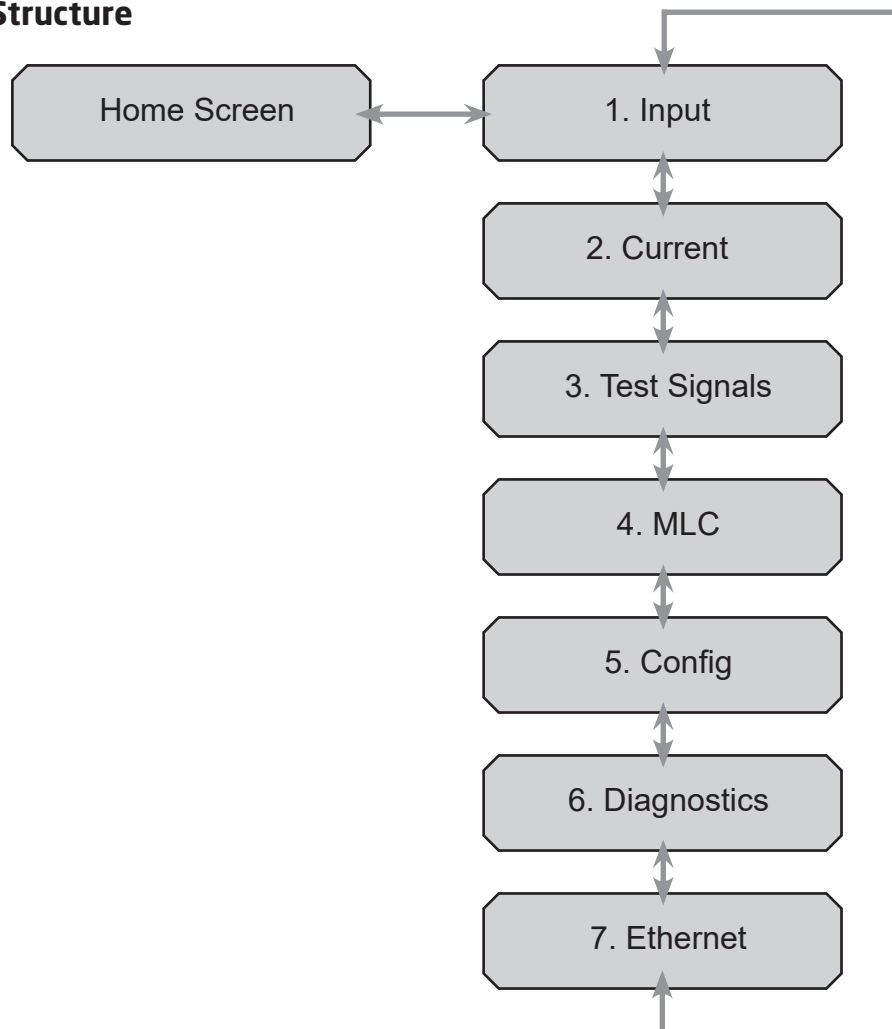 Structure
Home Screen
1. Input
2. Current
3. Test Signals
4. MLC
5. Config
6. Diagnostics
7. Ethernet